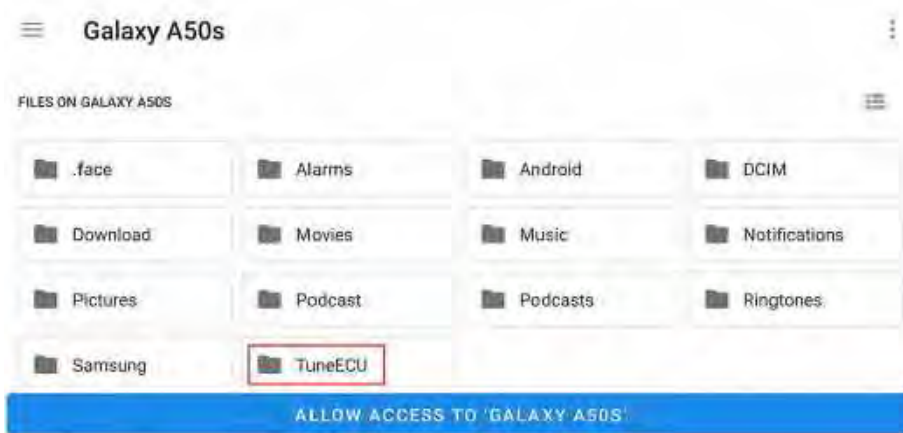 Galaxy A50s
FILES ON GALAXY A50S
.face Alarms Android DCIM
Download Movies Music Notifications
Pictures Podcast Podcasts Ringtones
Samsung TuneECU
ALLOW ACCESS TO 'GALAXY A50S'